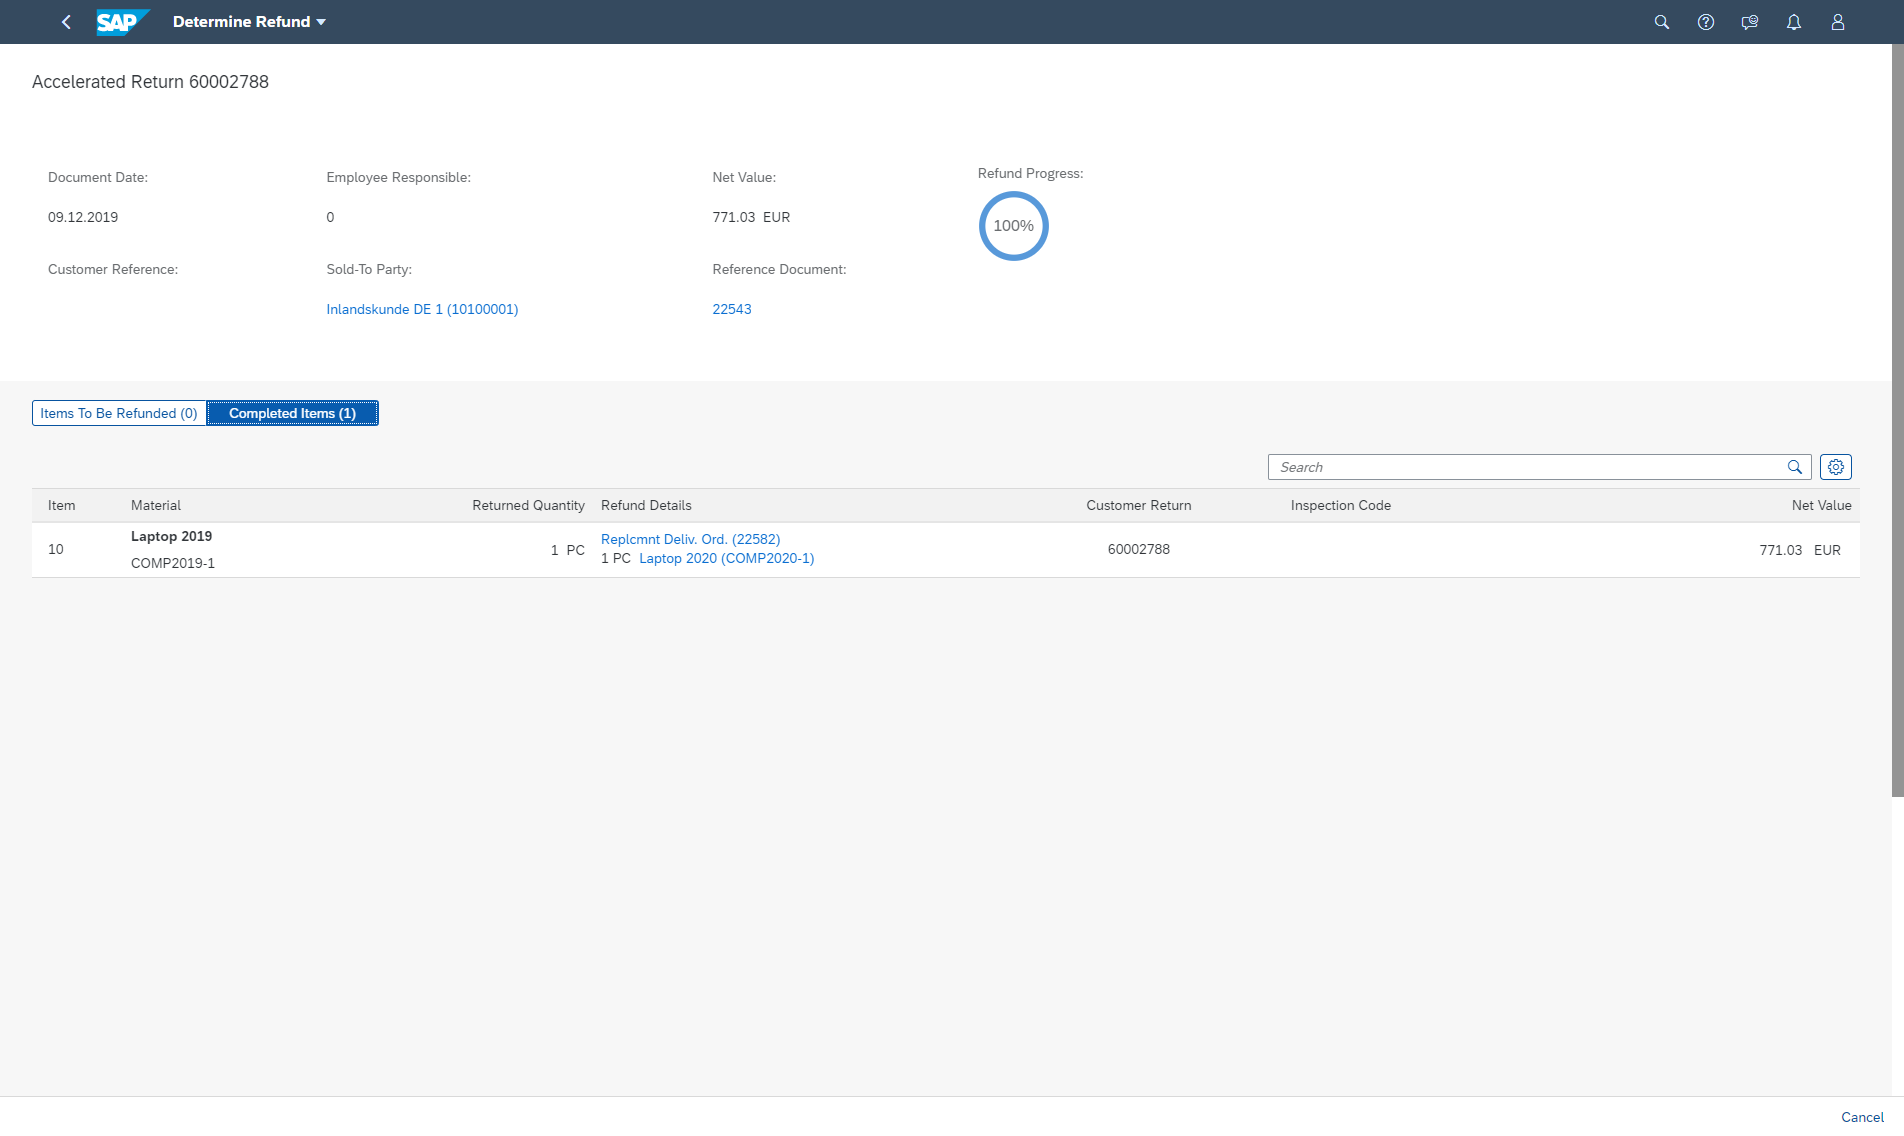 SAP Determine Refund
Accelerated Return 60002788
Document Date:
09.12.2019
Customer Reference:
Employee Responsible:
0
Sold-To Party:
Inlandskunde DE 1 (10100001)
Net Value:
771.03 EUR
Reference Document:
22543
Refund Progress:
100%
Items To Be Refunded (0) Completed Items (1)
Search
Item Material Returned Quantity Refund Details Customer Return Inspection Code Net Value
10 Laptop 2019
COMP2019-1
1 PC
Replcmnt Deliv. Ord. (22582)
1 PC Laptop 2020 (COMP2020-1)
60002788
771.03 EUR
Cancel